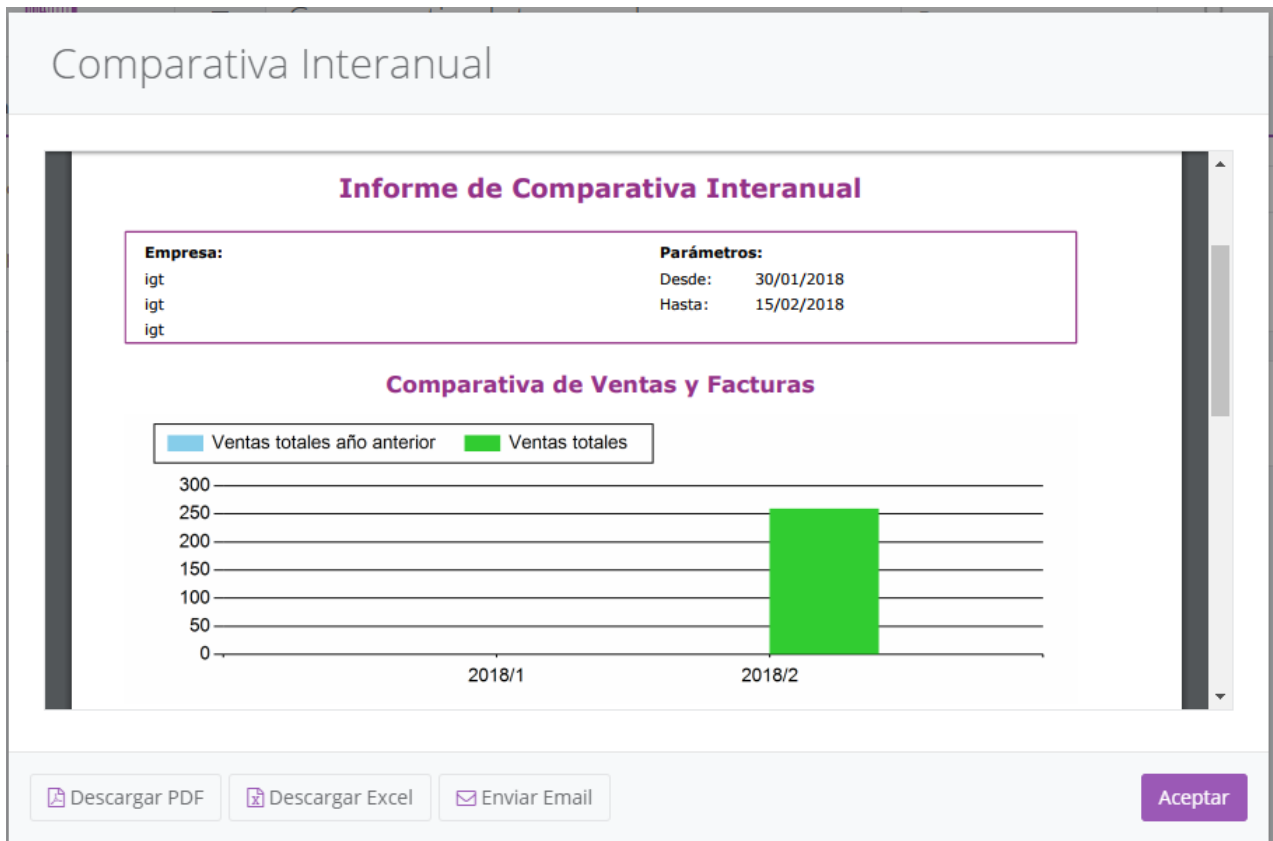 Comparativa Interanual
Informe de Comparativa Interanual
Empresa:
igt
igt
igt
Parámetros:
Desde: 30/01/2018
Hasta: 15/02/2018
Comparativa de Ventas y Facturas
Ventas totales año anterior Ventas totales
300
250
200
150
100
50
0
2018/1 2018/2
Descargar PDF Descargar Excel Enviar Email Aceptar